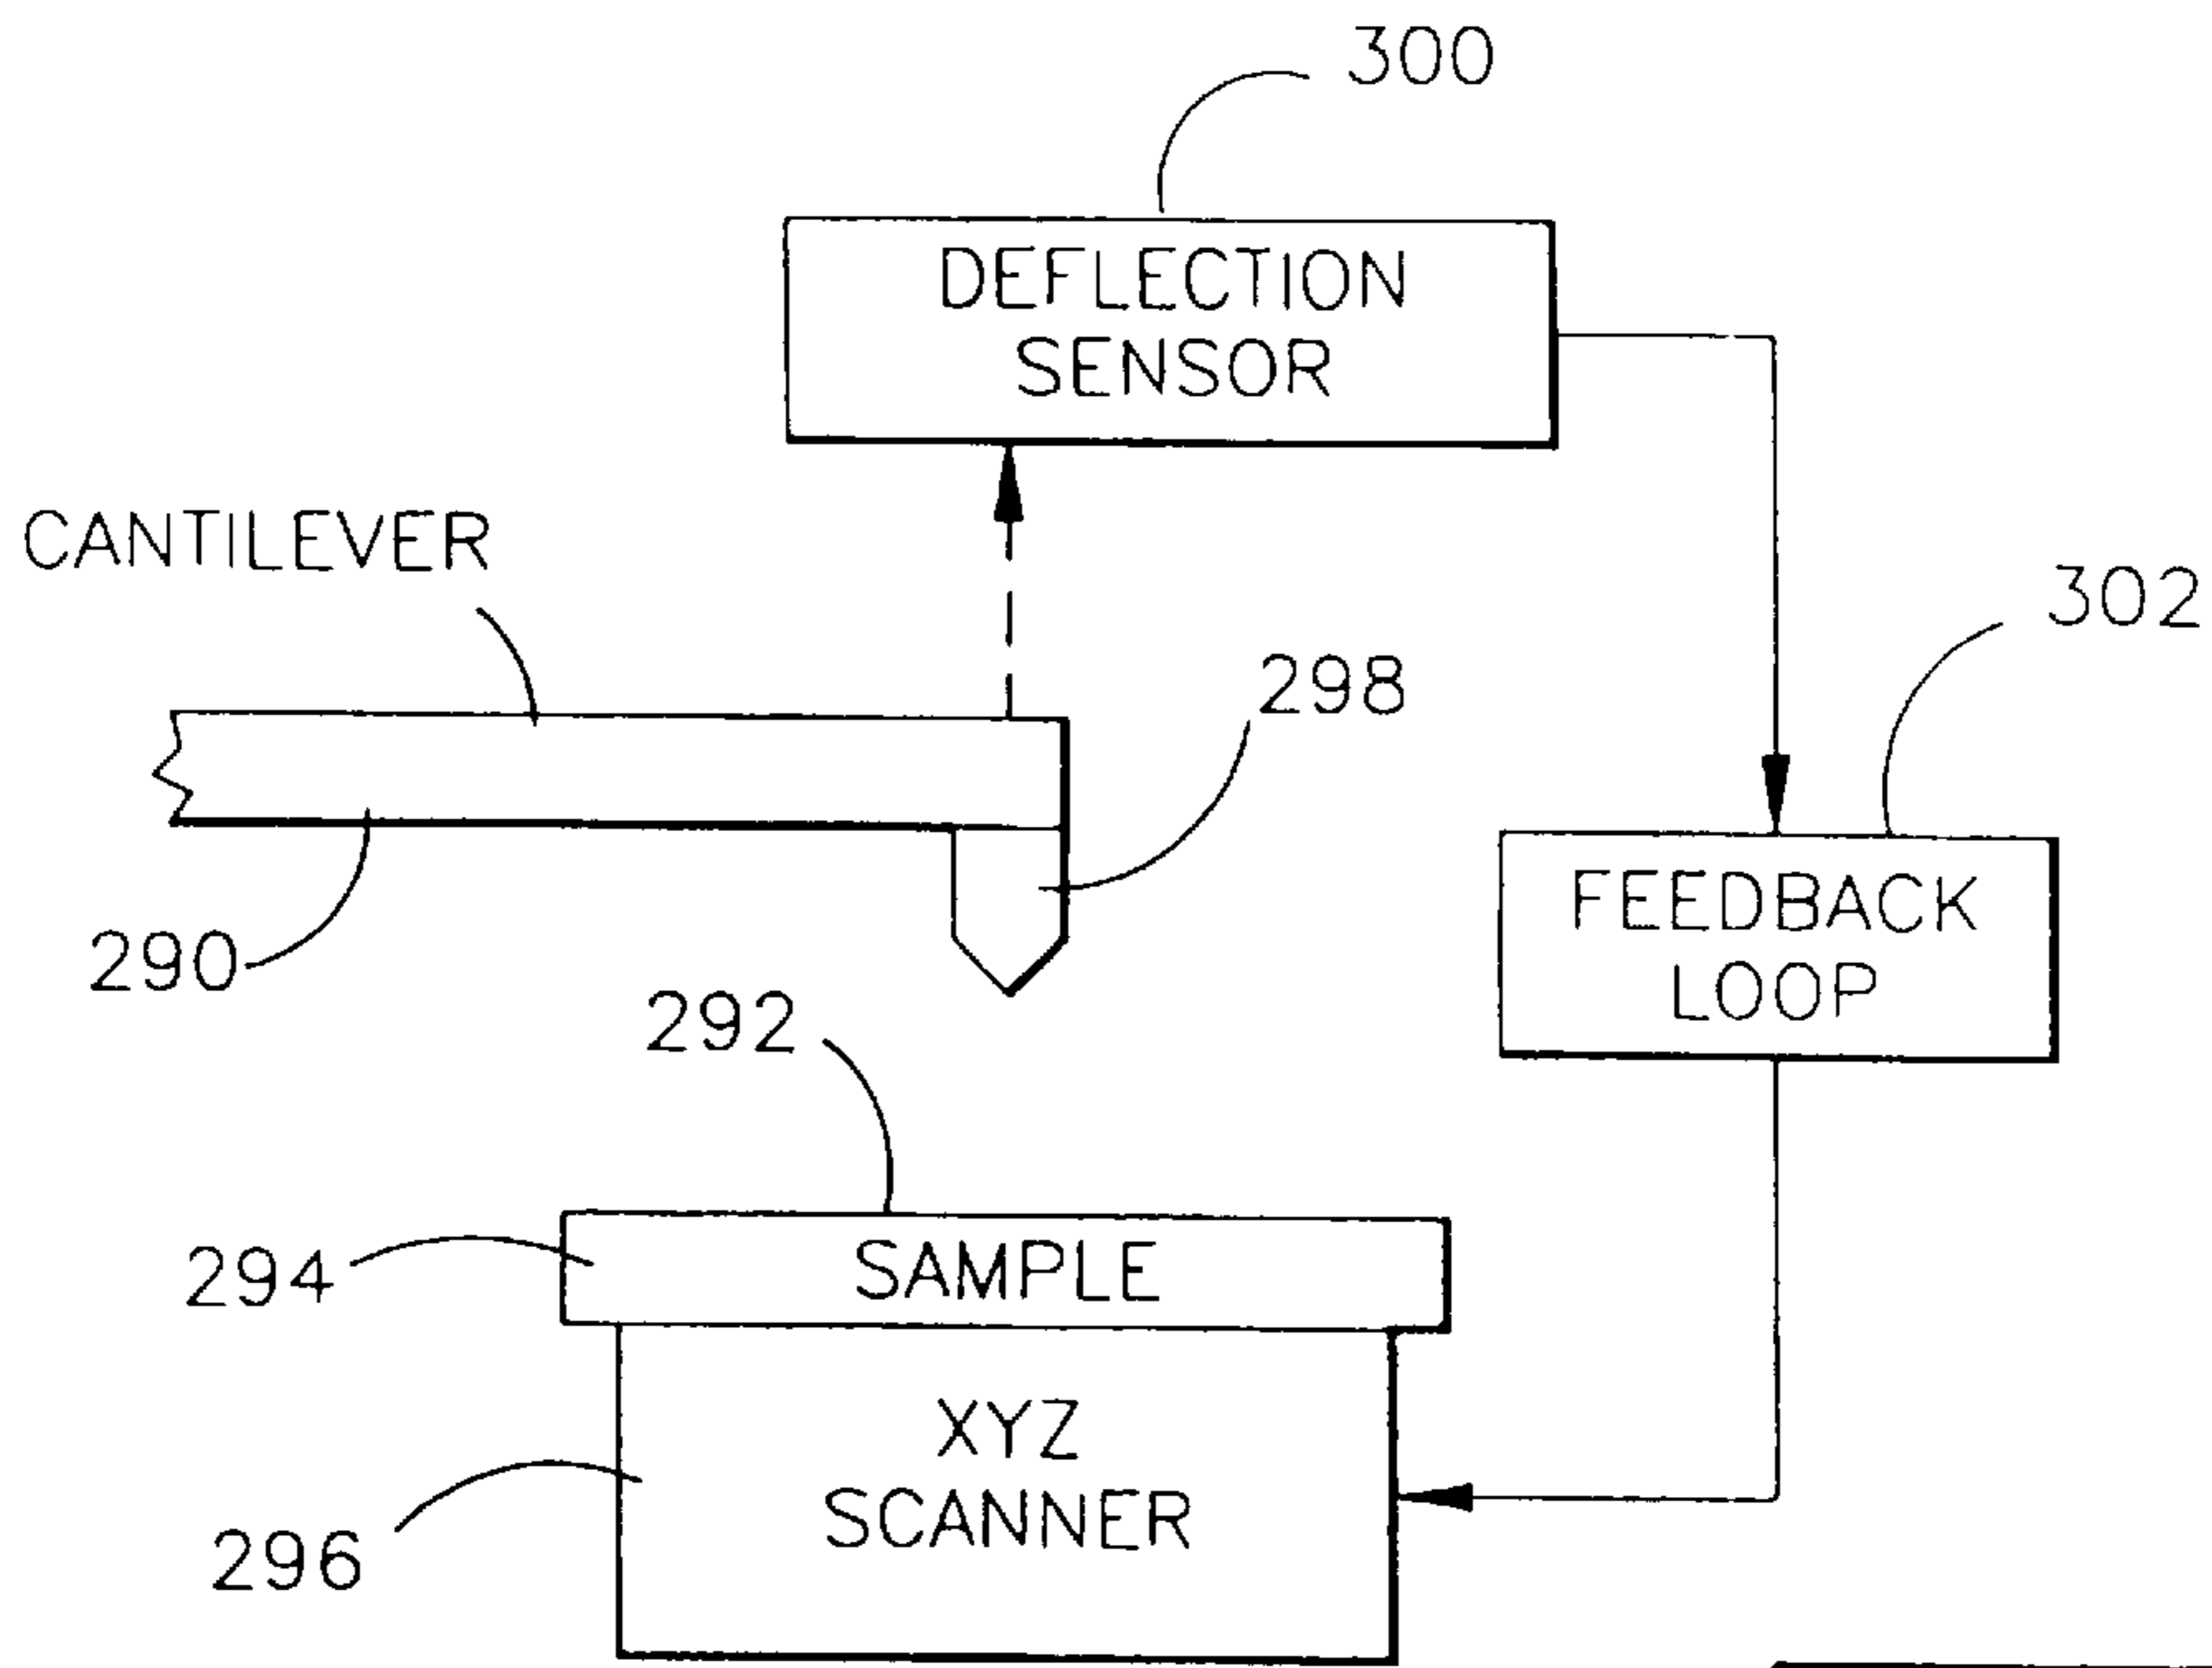 300
DEFLECTION
SENSOR
CANTILEVER
302
298
FEEDBACK
LOOP
290
292
294
SAMPLE
XYZ
SCANNER
296